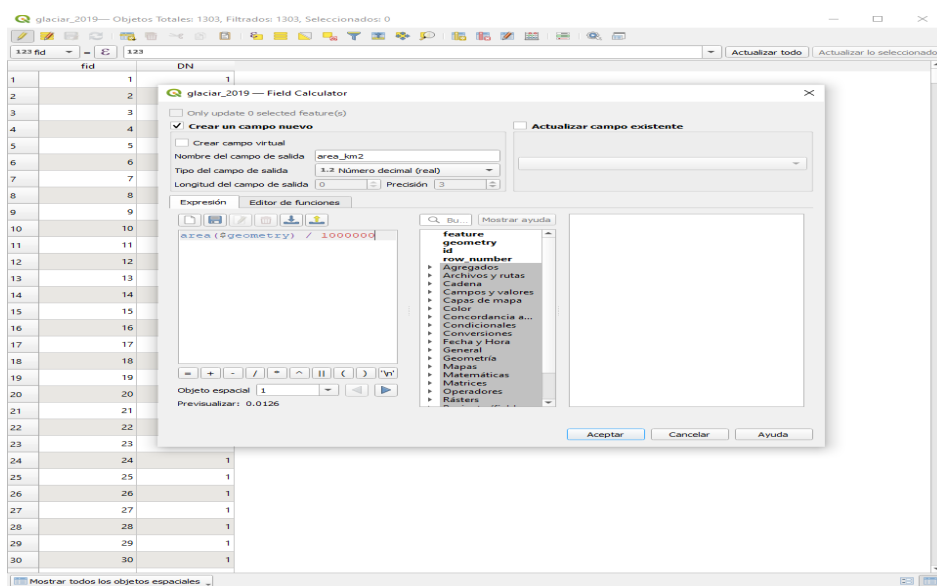 glaciar_2019— Objetos Totales: 1303, Filtrados: 1303, Seleccionados: 0
123 fid = ε 123 Actualizar todo Actualizar lo seleccionado
fid DN
1 1 1
2 2
3 3
4 4
5 5
6 6
7 7
8 8
9 9
10 10
11 11
12 12
13 13
14 14
15 15
16 16
17 17
18 18
19 19
20 20
21 21
22 22
23 23
24 24 1
25 25 1
26 26 1
27 27 1
28 28 1
29 29 1
30 30 1
glaciar_2019 — Field Calculator
Only update 0 selected feature(s)
Crear un campo nuevo
Actualizar campo existente
Crear campo virtual
Nombre del campo de salida area_km2
Tipo del campo de salida 1.2 Número decimal (real)
Longitud del campo de salida 0 Precisión 3
Expresión Editor de funciones
Bu... Mostrar ayuda
area($geometry) / 1000000
feature
geometry
id
row_number
Agregados
Archivos y rutas
Cadena
Campos y valores
Capas de mapa
Color
Concordancia a...
Condicionales
Conversiones
Fecha y Hora
General
Geometría
Mapas
Matemáticas
Matrices
Operadores
Rásters
= + - / * ^ || ( ) '\n'
Objeto espacial 1
Previsualizar: 0.0126
Aceptar Cancelar Ayuda
Mostrar todos los objetos espaciales